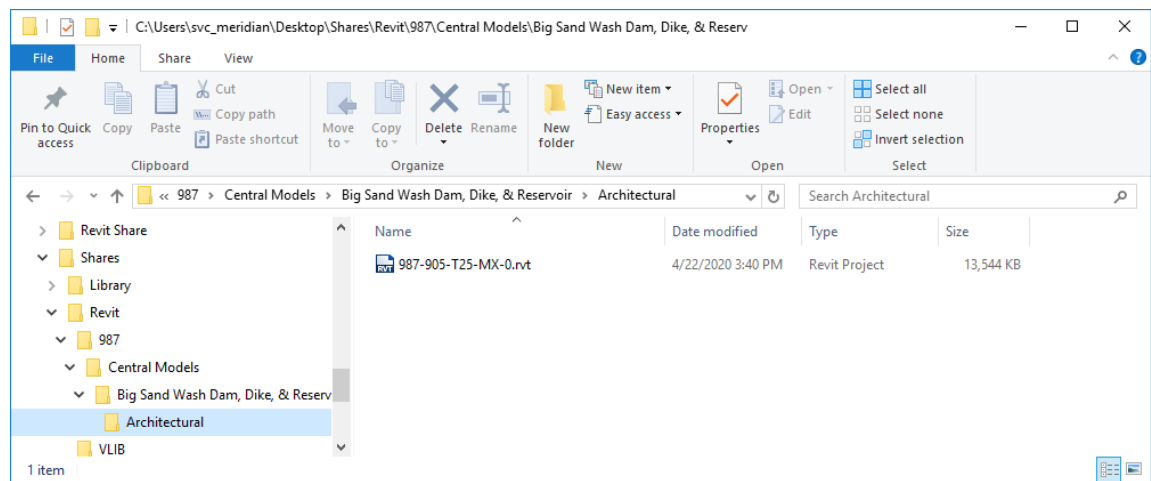 C:\Users\svc_meridian\Desktop\Shares\Revit\987\Central Models\Big Sand Wash Dam, Dike, & Reserv
File Home Share View
Pin to Quick access
Copy
Paste
Cut
Copy path
Paste shortcut
Clipboard
Move to
Copy to
Delete
Rename
Organize
New folder
New item
Easy access
New
Properties
Open
Edit
Open
Select all
Select none
Invert selection
Select
« 987 > Central Models > Big Sand Wash Dam, Dike, & Reservoir > Architectural
Search Architectural
Revit Share
Shares
Library
Revit
987
Central Models
Big Sand Wash Dam, Dike, & Reserv
Architectural
VLIB
Name Date modified Type Size
RVT 987-905-T25-MX-0.rvt 4/22/2020 3:40 PM Revit Project 13,544 KB
1 item